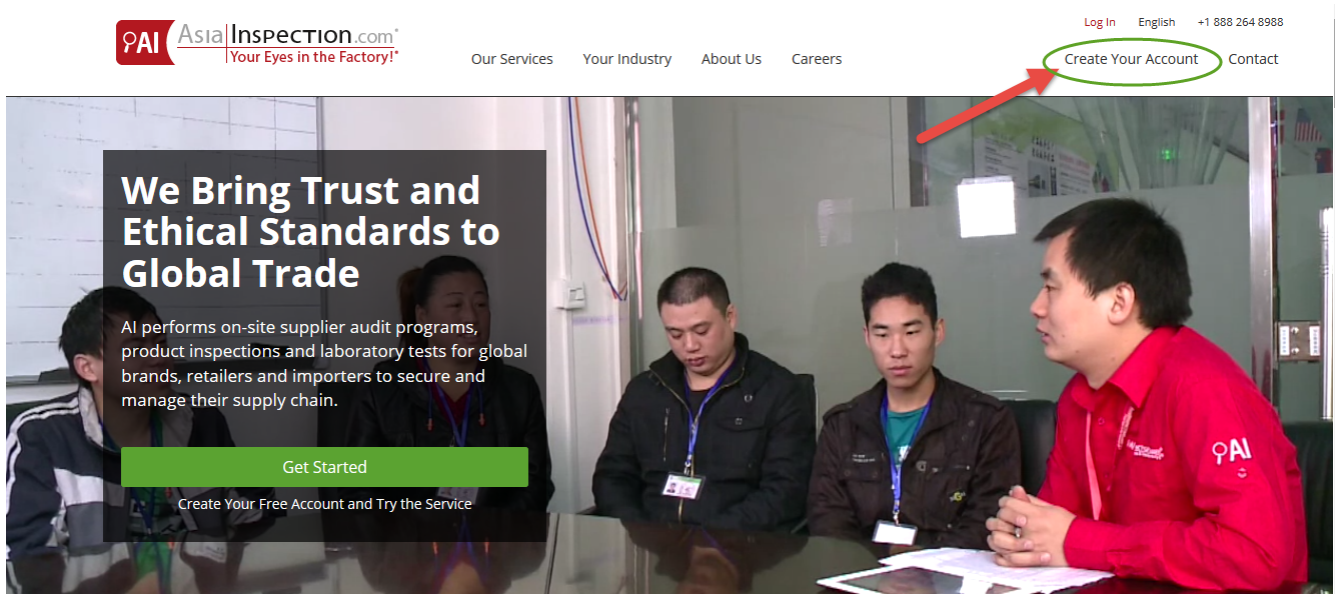 Log In English +1 888 264 8988
AI AsiaInspection.com®
Your Eyes in the Factory!®
Our Services Your Industry About Us Careers Create Your Account Contact
We Bring Trust and
Ethical Standards to
Global Trade
AI performs on-site supplier audit programs,
product inspections and laboratory tests for global
brands, retailers and importers to secure and
manage their supply chain.
Get Started
Create Your Free Account and Try the Service
AI